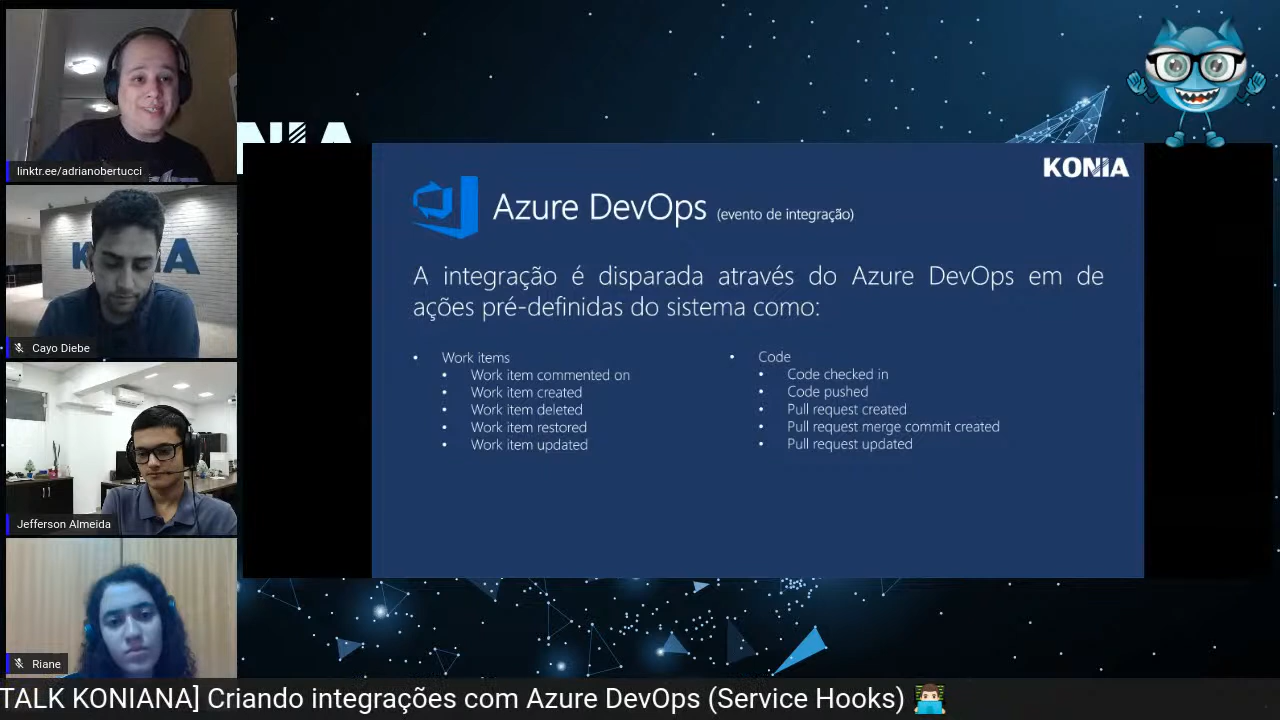 linktr.ee/adrianobertucci
Cayo Diebe
Jefferson Almeida
Riane
KONIA
Azure DevOps (evento de integração)
A integração é disparada através do Azure DevOps em de
ações pré-definidas do sistema como:
• Work items
• Work item commented on
• Work item created
• Work item deleted
• Work item restored
• Work item updated
• Code
• Code checked in
• Code pushed
• Pull request created
• Pull request merge commit created
• Pull request updated
TALK KONIANA] Criando integrações com Azure DevOps (Service Hooks)